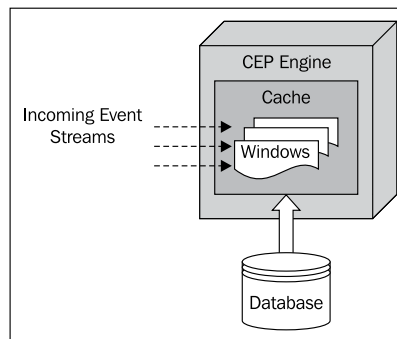 CEP Engine
Cache
Incoming Event
Streams
Windows
Database